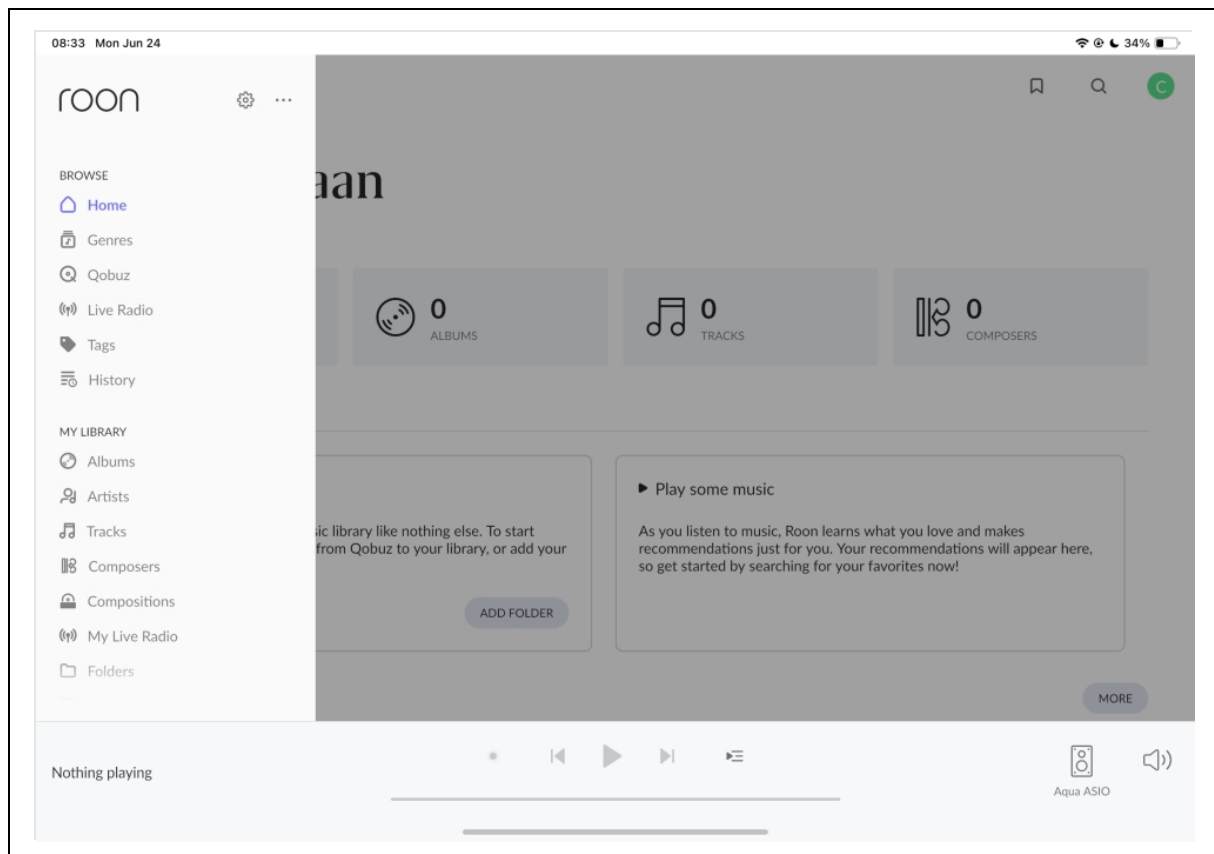 08:33 Mon Jun 24
34%
roon
C
BROWSE
Home
Genres
Qobuz
Live Radio
Tags
History
MY LIBRARY
Albums
Artists
Tracks
Composers
Compositions
My Live Radio
Folders
aan
0
ALBUMS
0
TRACKS
0
COMPOSERS
sic library like nothing else. To start
from Qobuz to your library, or add your
ADD FOLDER
Play some music
As you listen to music, Roon learns what you love and makes
recommendations just for you. Your recommendations will appear here,
so get started by searching for your favorites now!
MORE
Nothing playing
Aqua ASIO